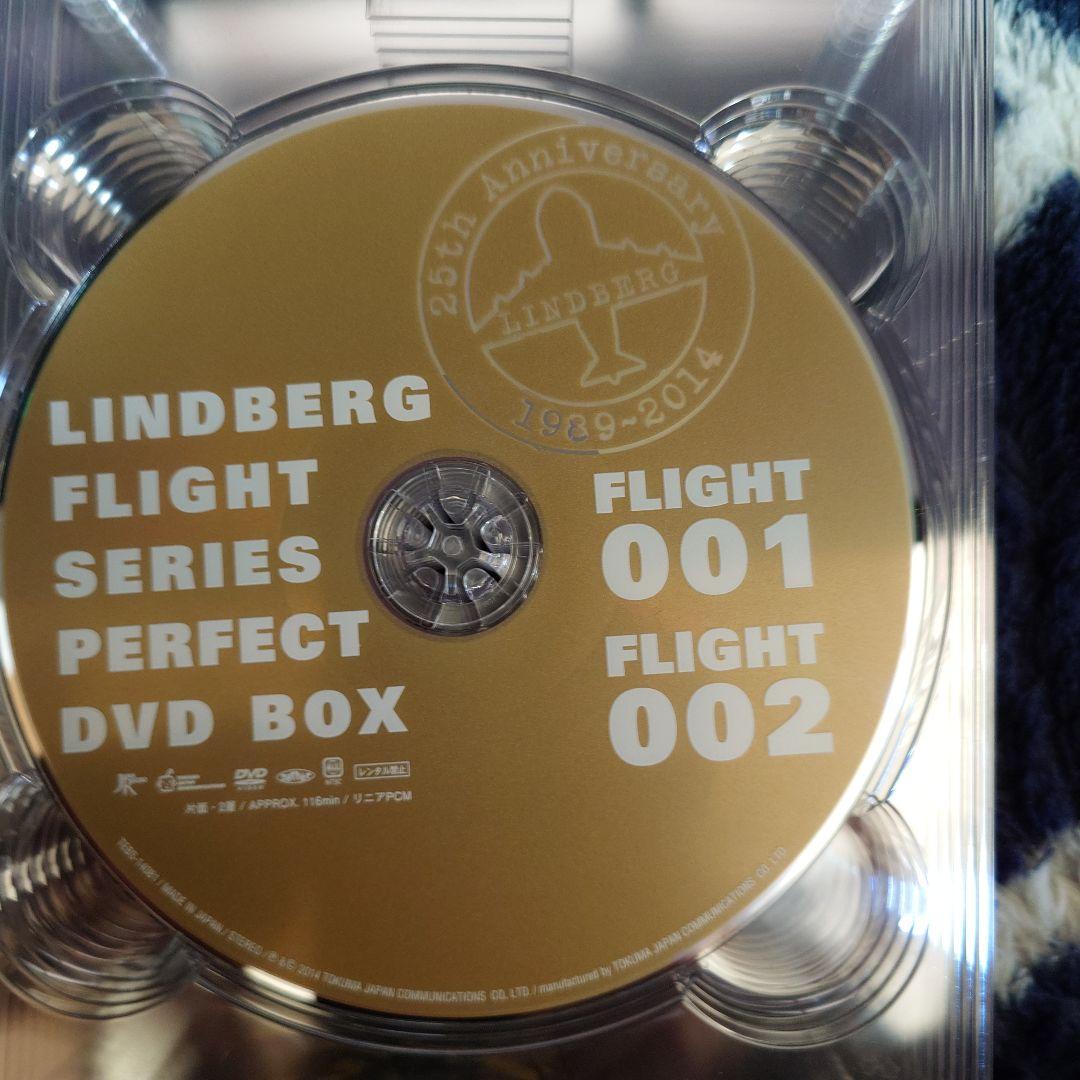 25th Anniversary
LINDBERG
1989~2014
LINDBERG
FLIGHT
SERIES
PERFECT
DVD BOX
FLIGHT
001
FLIGHT
002
DVD
VIDEO
レンタル禁止
片面・2層 / APPROX. 116min / リニアPCM
MADE IN JAPAN / STEREO / ℗ & © 2014 TOKUMA JAPAN COMMUNICATIONS CO. LTD. / manufactured by TOKUMA JAPAN COMMUNICATIONS CO. LTD.